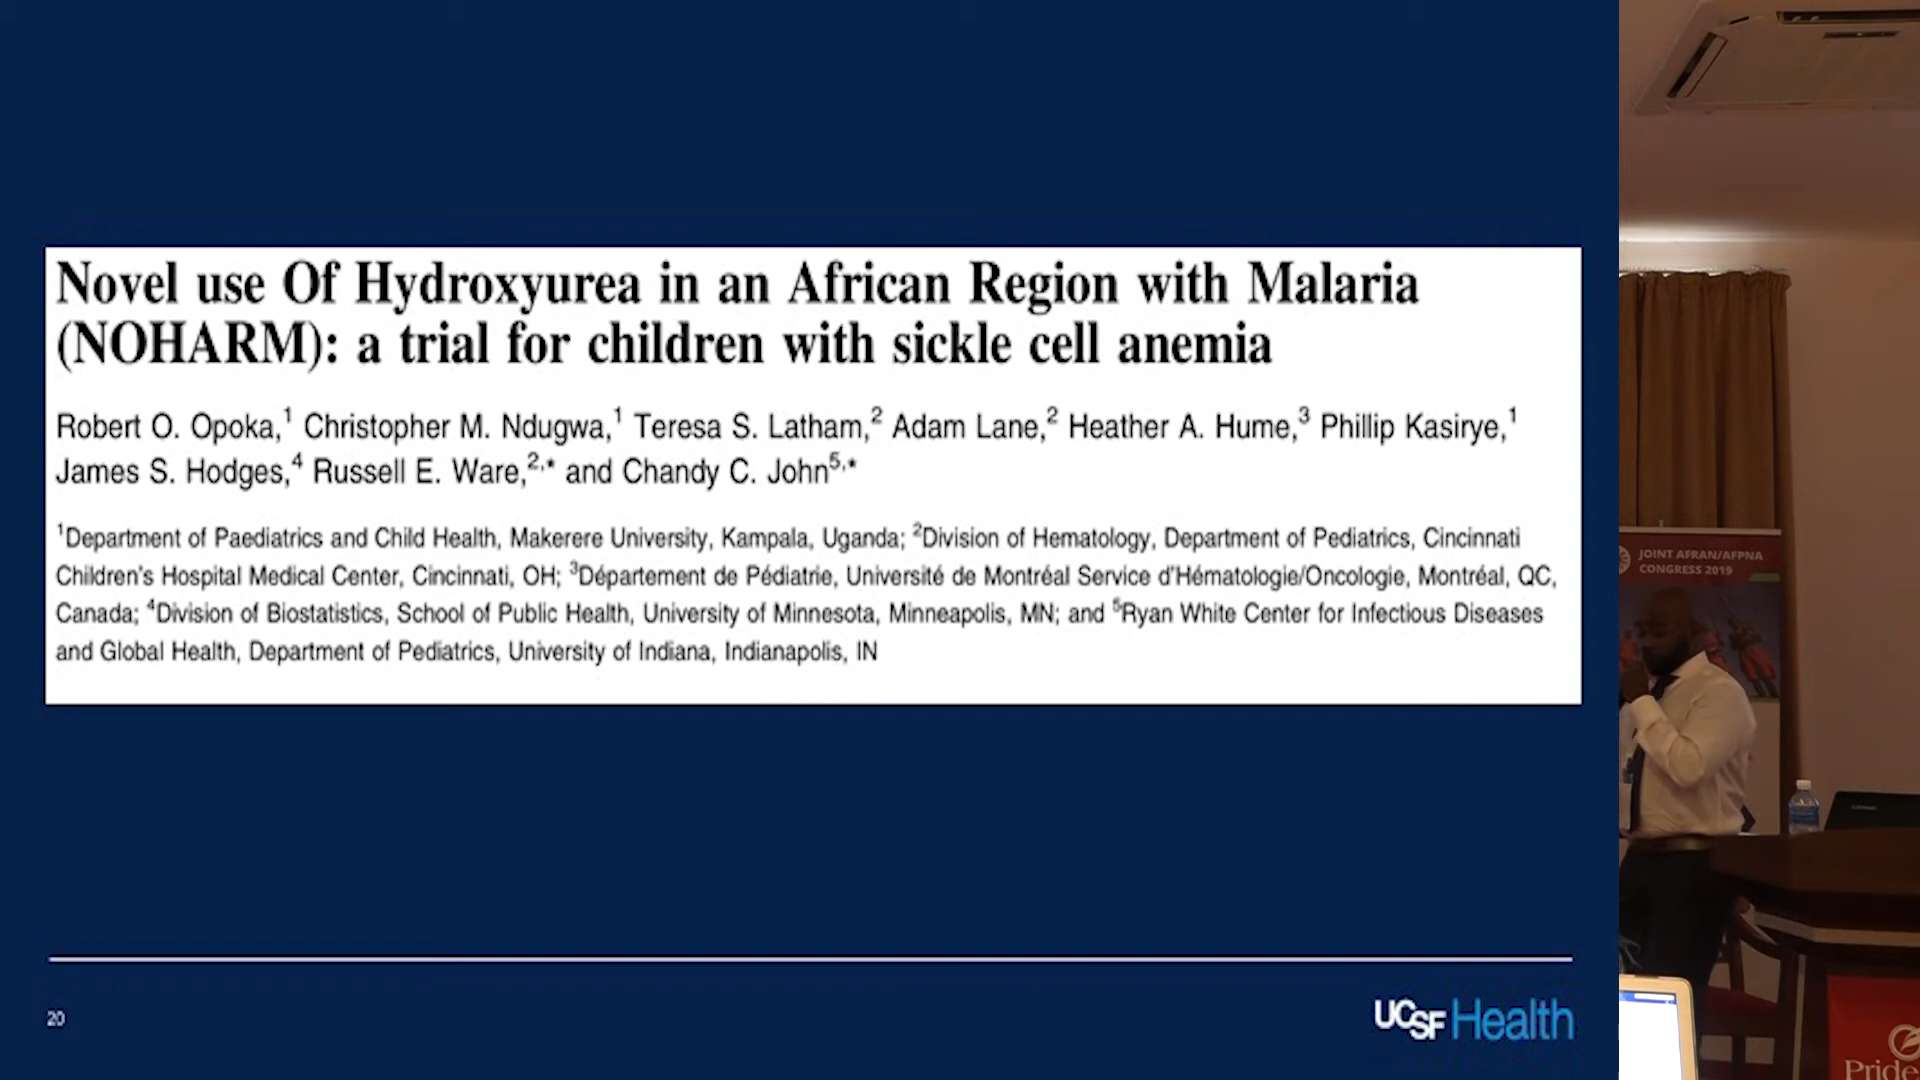 Novel use Of Hydroxyurea in an African Region with Malaria
(NOHARM): a trial for children with sickle cell anemia
Robert O. Opoka,¹ Christopher M. Ndugwa,¹ Teresa S. Latham,² Adam Lane,² Heather A. Hume,³ Phillip Kasirye,¹
James S. Hodges,⁴ Russell E. Ware,²,* and Chandy C. John⁵,*
¹Department of Paediatrics and Child Health, Makerere University, Kampala, Uganda; ²Division of Hematology, Department of Pediatrics, Cincinnati
Children's Hospital Medical Center, Cincinnati, OH; ³Département de Pédiatrie, Université de Montréal Service d'Hématologie/Oncologie, Montréal, QC,
Canada; ⁴Division of Biostatistics, School of Public Health, University of Minnesota, Minneapolis, MN; and ⁵Ryan White Center for Infectious Diseases
and Global Health, Department of Pediatrics, University of Indiana, Indianapolis, IN
20
UCSF Health
JOINT AFRAN/AFPNA
CONGRESS 2019
Pride